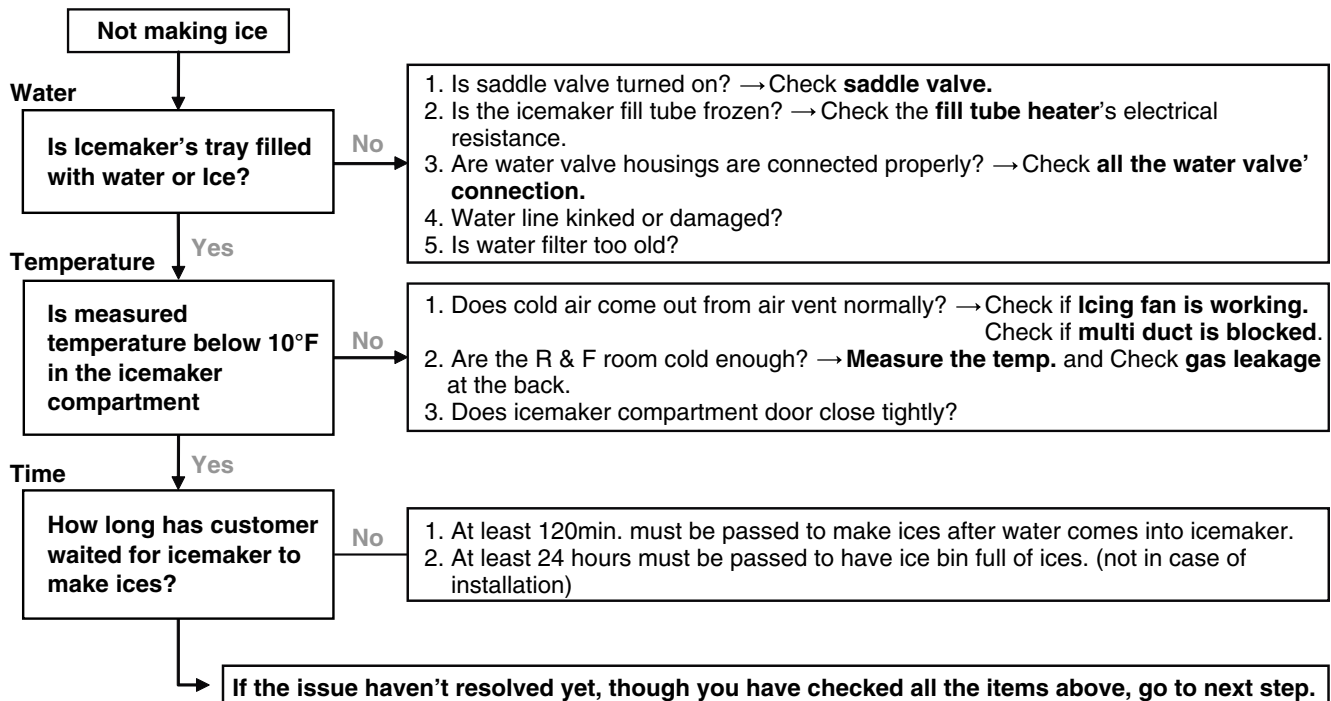 Not making ice
Water
Is Icemaker's tray filled
with water or Ice?
No
1. Is saddle valve turned on? → Check saddle valve.
2. Is the icemaker fill tube frozen? → Check the fill tube heater's electrical
resistance.
3. Are water valve housings are connected properly? → Check all the water valve'
connection.
4. Water line kinked or damaged?
5. Is water filter too old?
Yes
Temperature
Is measured
temperature below 10°F
in the icemaker
compartment
No
1. Does cold air come out from air vent normally? → Check if Icing fan is working.
Check if multi duct is blocked.
2. Are the R & F room cold enough? → Measure the temp. and Check gas leakage
at the back.
3. Does icemaker compartment door close tightly?
Yes
Time
How long has customer
waited for icemaker to
make ices?
No
1. At least 120min. must be passed to make ices after water comes into icemaker.
2. At least 24 hours must be passed to have ice bin full of ices. (not in case of
installation)
If the issue haven't resolved yet, though you have checked all the items above, go to next step.